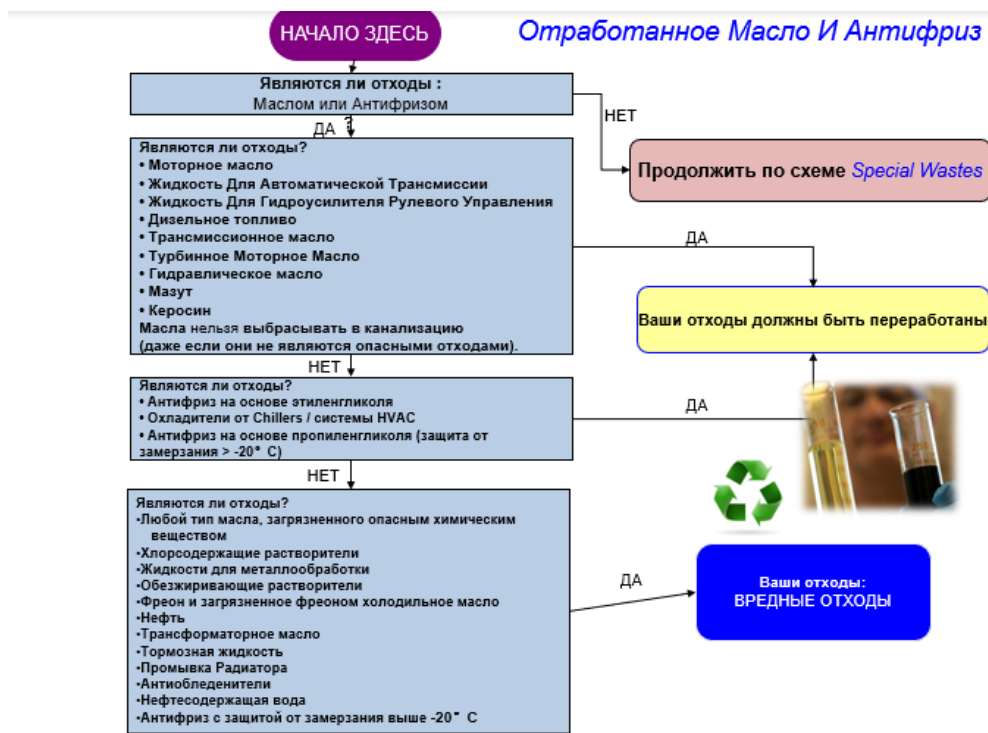 НАЧАЛО ЗДЕСЬ
Отработанное Масло И Антифриз
Являются ли отходы :
Маслом или Антифризом
?
ДА
НЕТ
Продолжить по схеме Special Wastes
Являются ли отходы?
• Моторное масло
• Жидкость Для Автоматической Трансмиссии
• Жидкость Для Гидроусилителя Рулевого Управления
• Дизельное топливо
• Трансмиссионное масло
• Турбинное Моторное Масло
• Гидравлическое масло
• Мазут
• Керосин
Масла нельзя выбрасывать в канализацию
(даже если они не являются опасными отходами).
ДА
Ваши отходы должны быть переработаны
НЕТ
Являются ли отходы?
• Антифриз на основе этиленгликоля
• Охладители от Chillers / системы HVAC
• Антифриз на основе пропиленгликоля (защита от
замерзания > -20° C)
ДА
НЕТ
Являются ли отходы?
•Любой тип масла, загрязненного опасным химическим
веществом
•Хлорсодержащие растворители
•Жидкости для металлообработки
•Обезжиривающие растворители
•Фреон и загрязненное фреоном холодильное масло
•Нефть
•Трансформаторное масло
•Тормозная жидкость
•Промывка Радиатора
•Антиобледенители
•Нефтесодержащая вода
•Антифриз с защитой от замерзания выше -20° C
ДА
Ваши отходы:
ВРЕДНЫЕ ОТХОДЫ